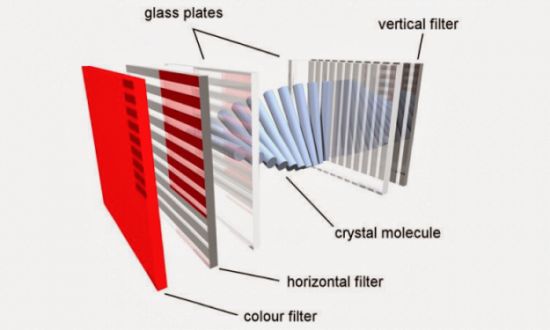 glass plates
vertical filter
crystal molecule
horizontal filter
colour filter